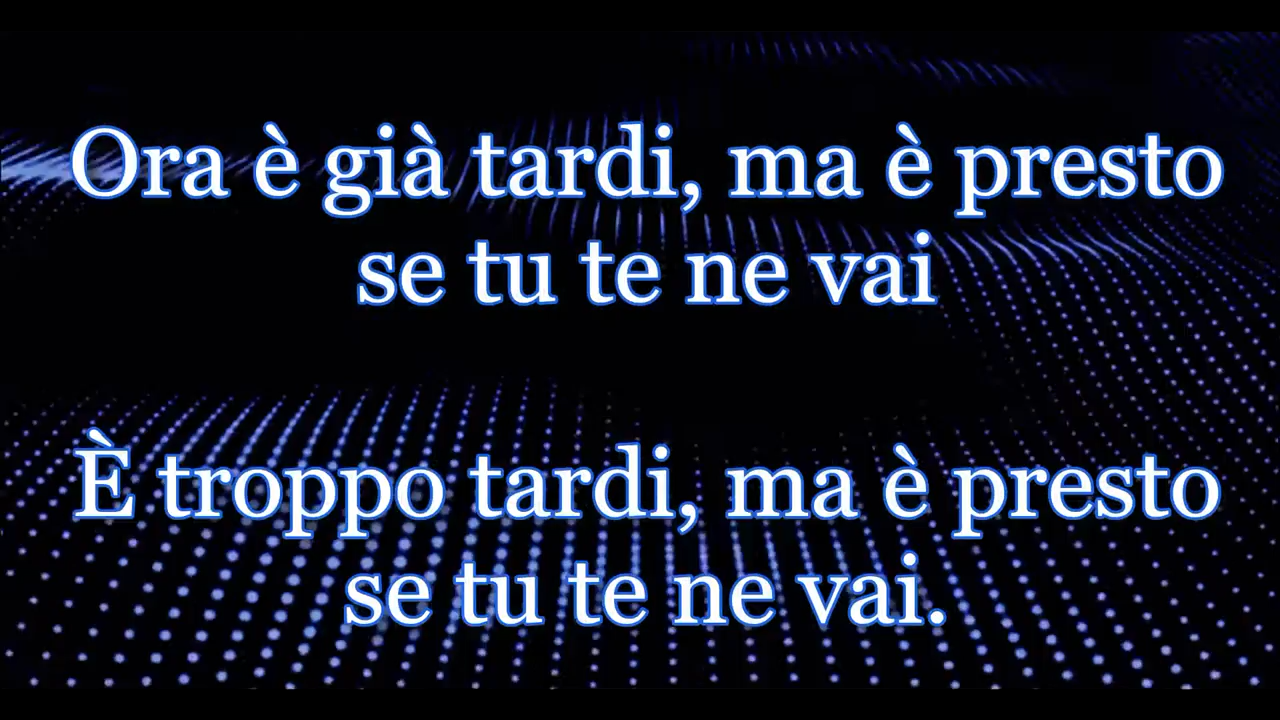 Ora è già tardi, ma è presto
se tu te ne vai
È troppo tardi, ma è presto
se tu te ne vai.